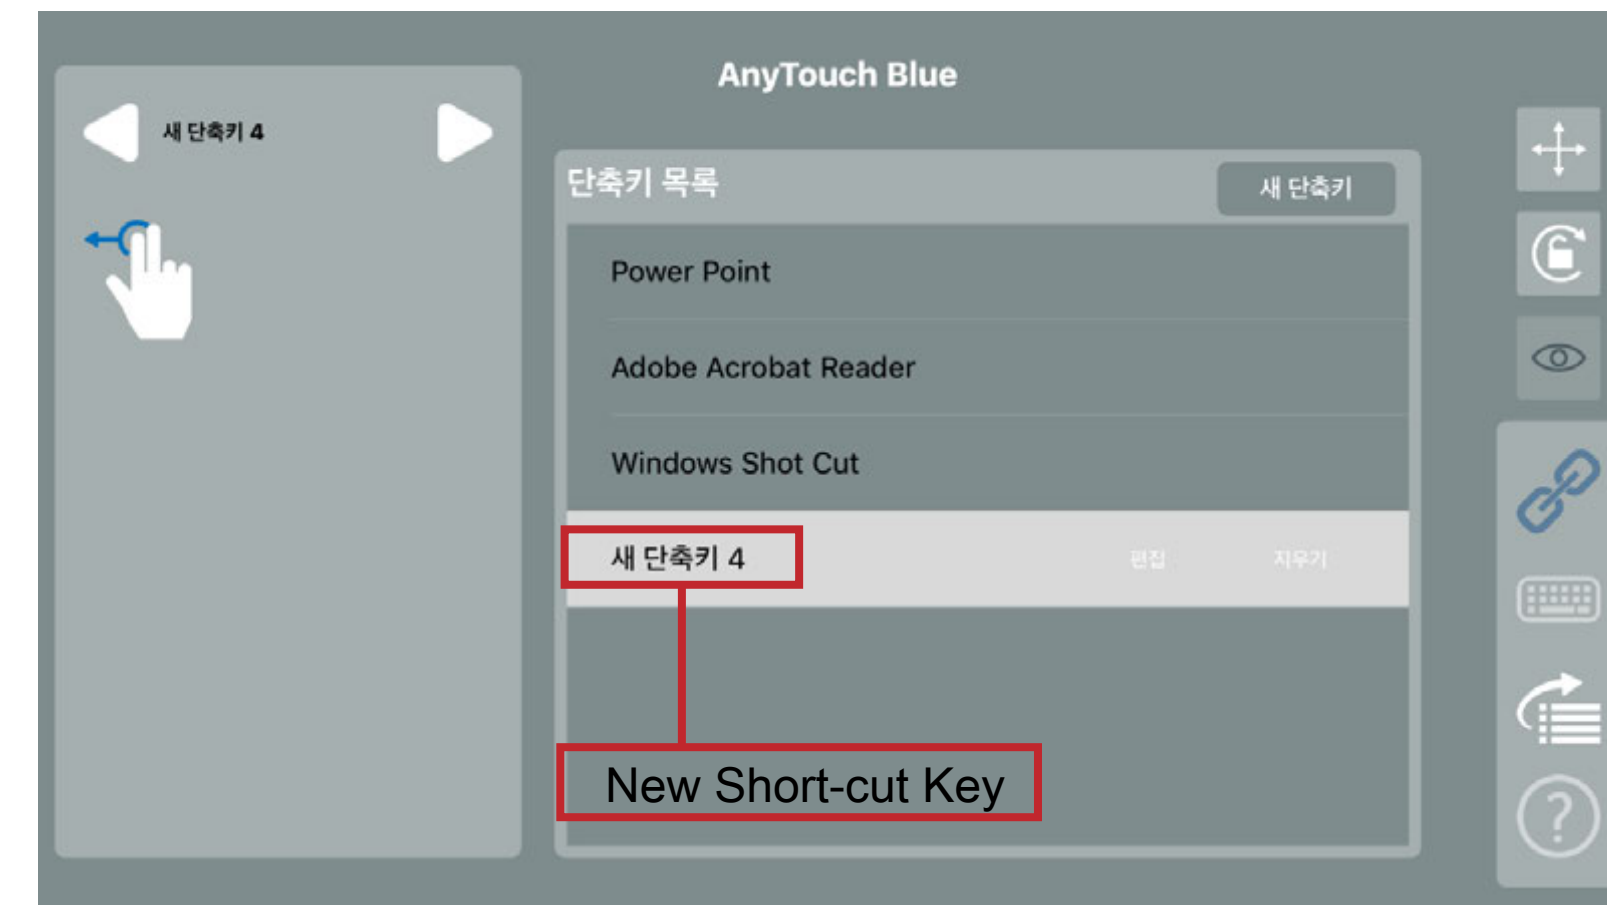 AnyTouch Blue
새 단축키 4
단축키 목록
새 단축키
Power Point
Adobe Acrobat Reader
Windows Shot Cut
새 단축키 4
편집
지우기
New Short-cut Key
?